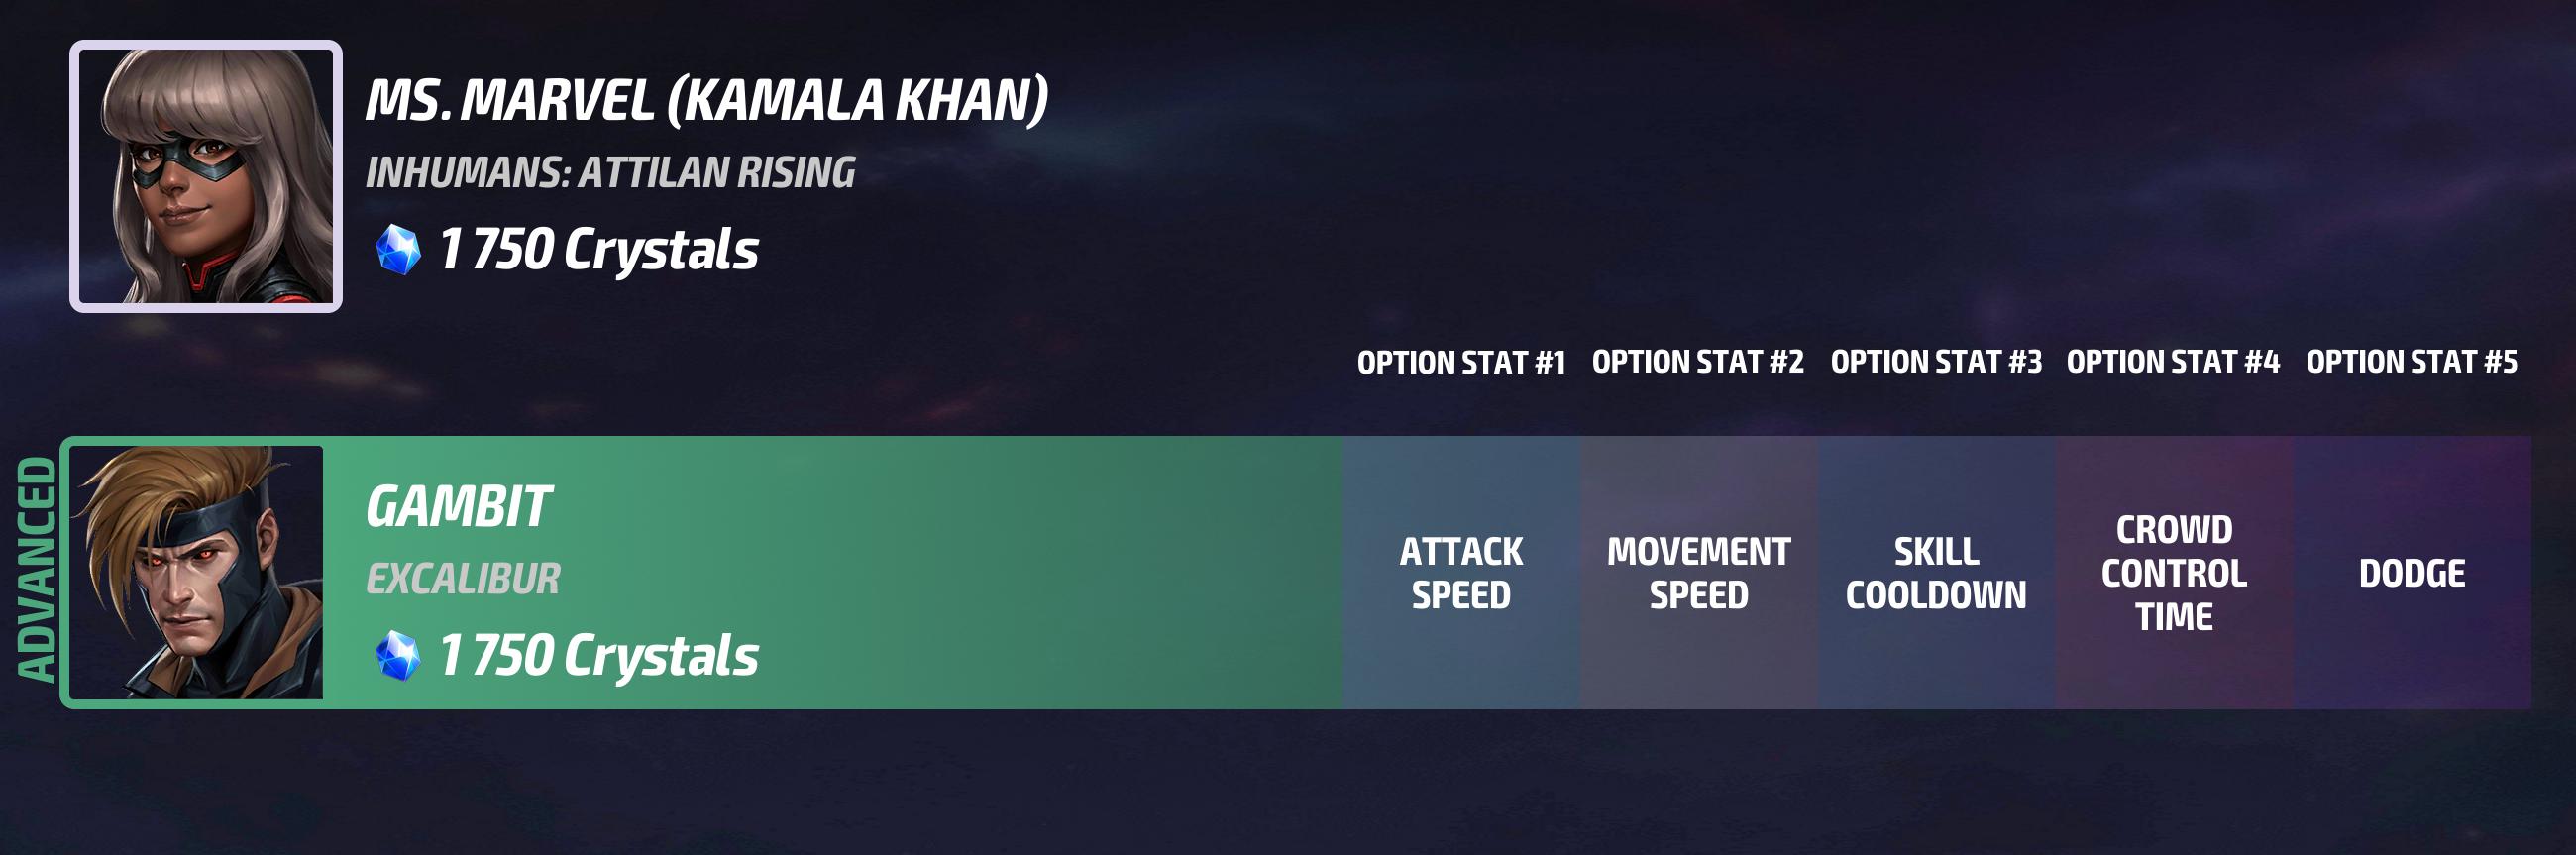 MS. MARVEL (KAMALA KHAN)
INHUMANS: ATTILAN RISING
1 750 Crystals
OPTION STAT #1 OPTION STAT #2 OPTION STAT #3 OPTION STAT #4 OPTION STAT #5
ADVANCED
GAMBIT
EXCALIBUR
1 750 Crystals
ATTACK
SPEED
MOVEMENT
SPEED
SKILL
COOLDOWN
CROWD
CONTROL
TIME
DODGE